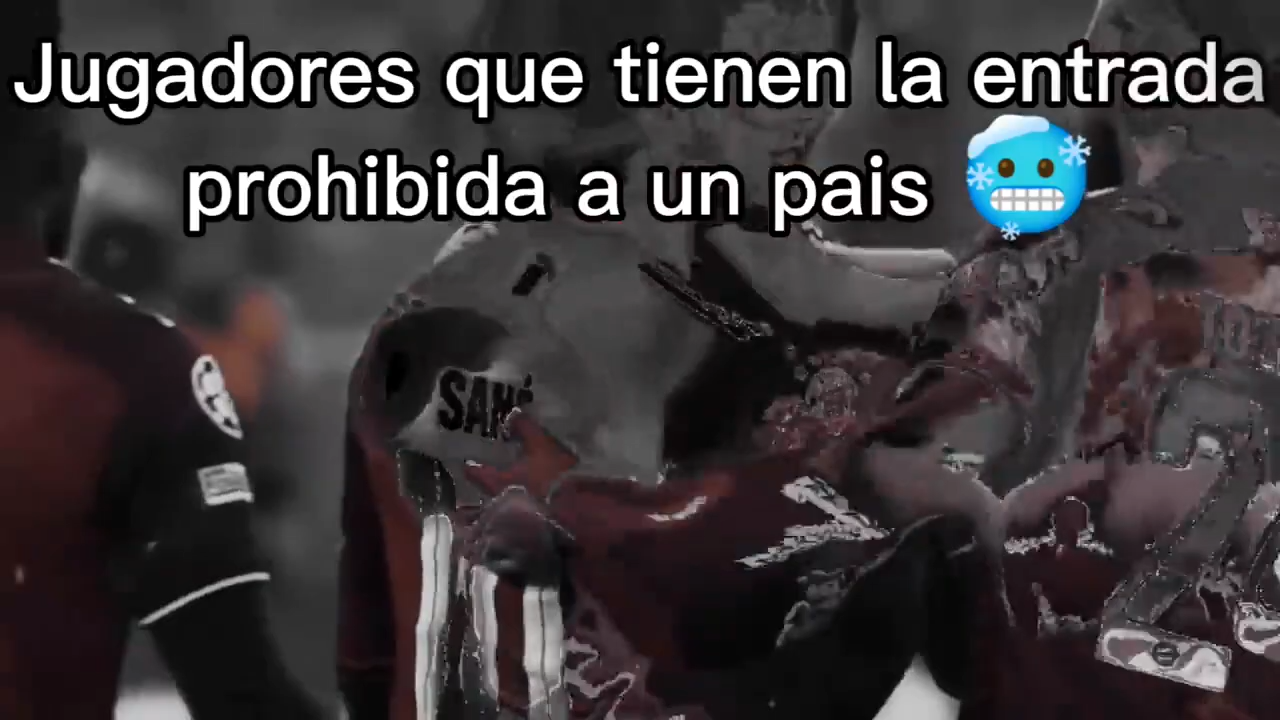 Jugadores que tienen la entrada
prohibida a un pais 🥶